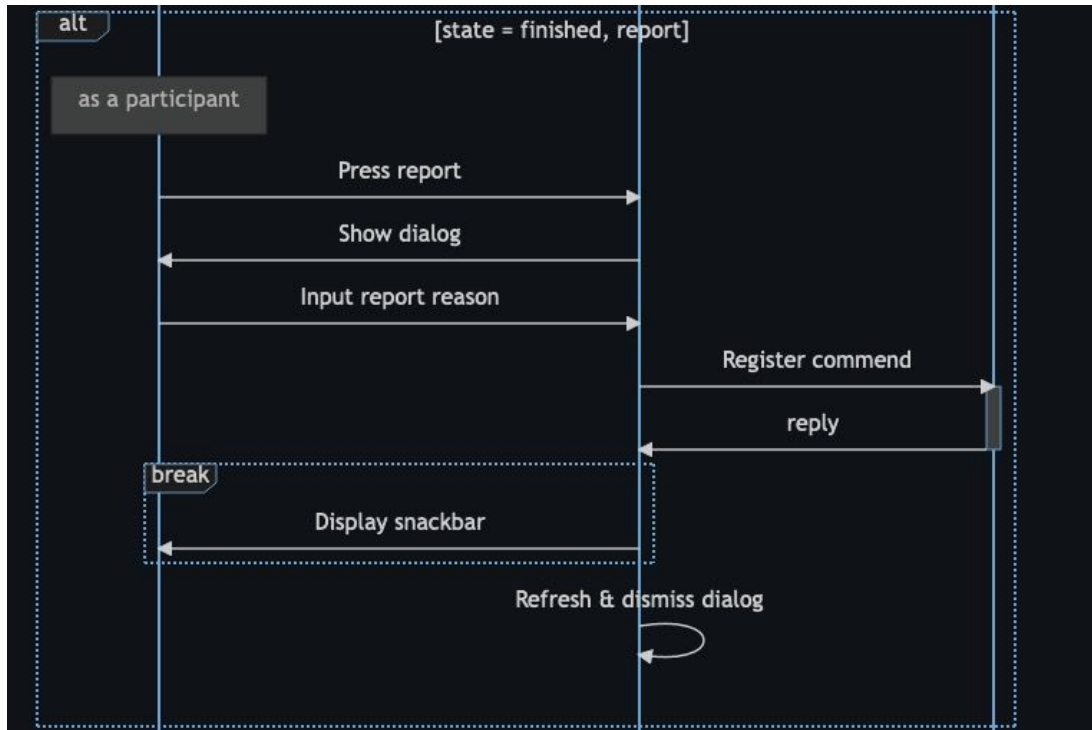 alt
[state = finished, report]
as a participant
Press report
Show dialog
Input report reason
Register commend
reply
break
Display snackbar
Refresh & dismiss dialog